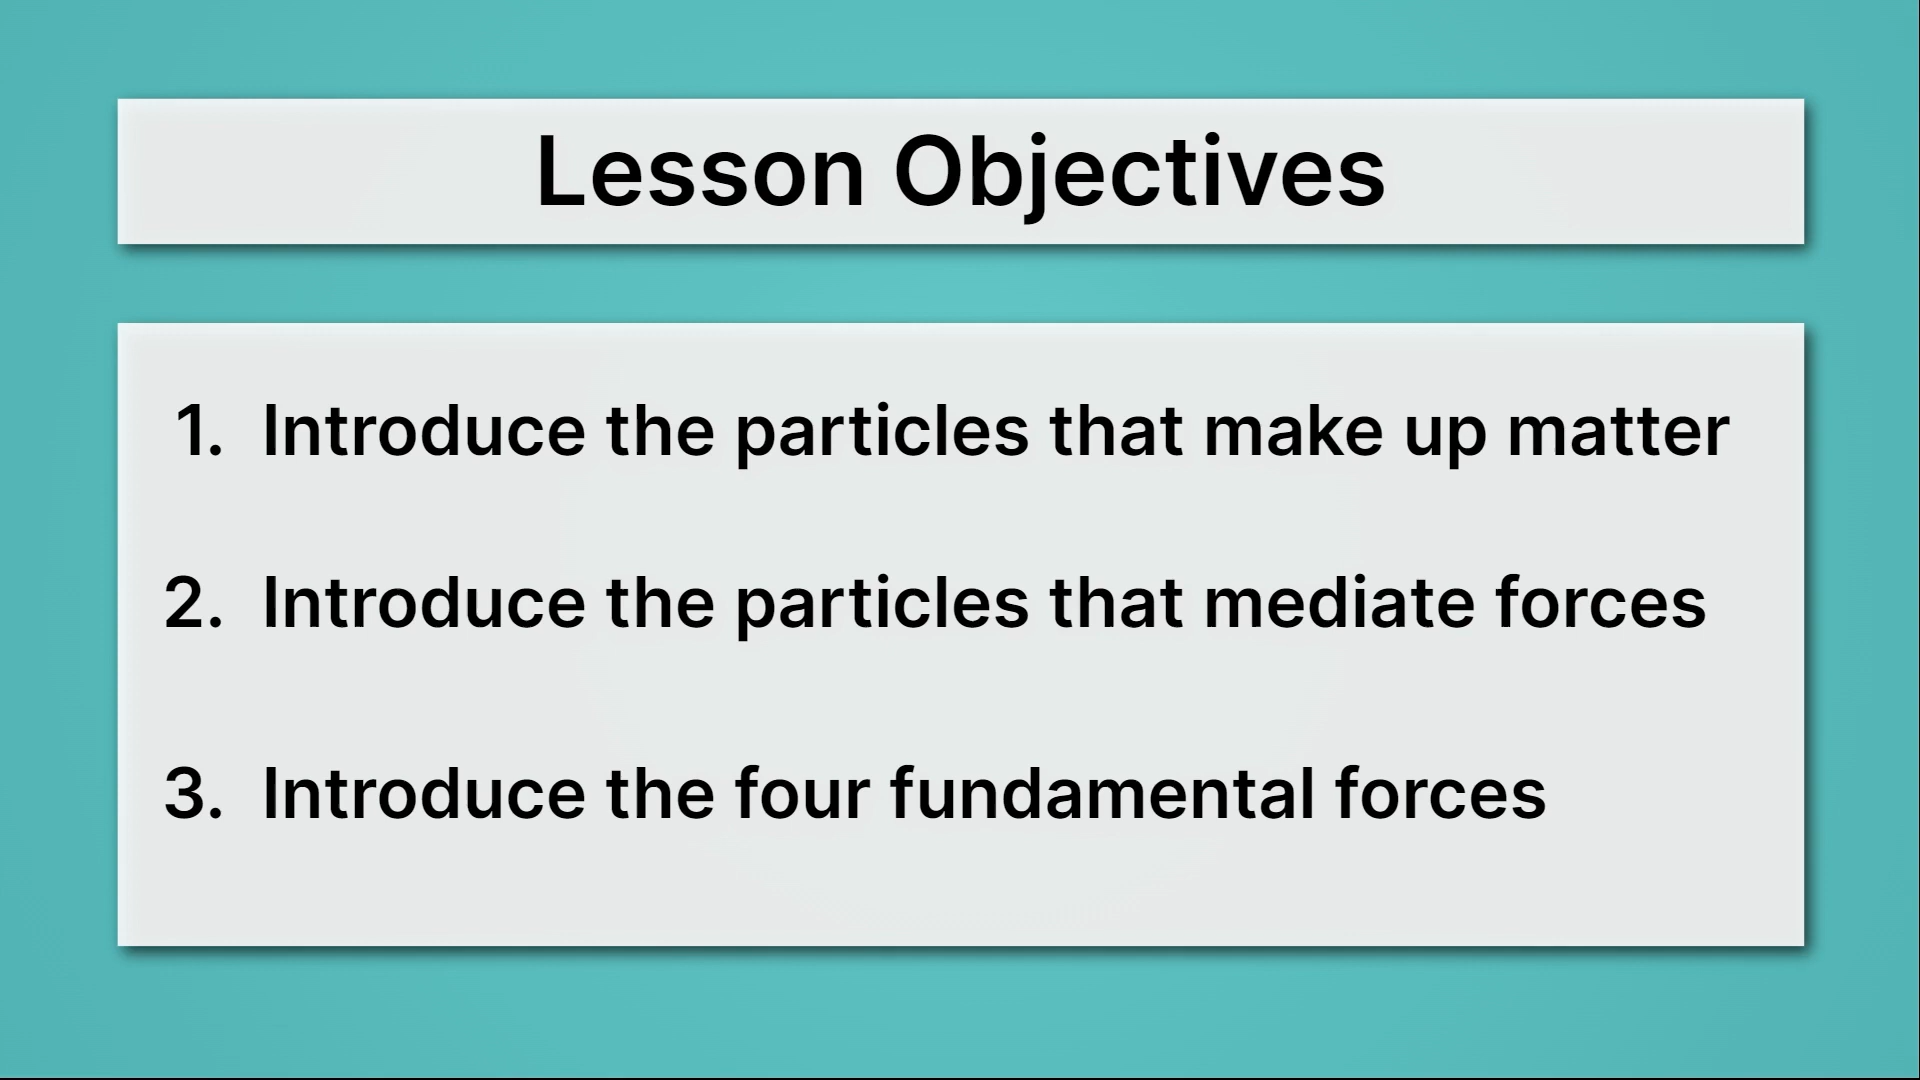 Lesson Objectives
1. Introduce the particles that make up matter
2. Introduce the particles that mediate forces
3. Introduce the four fundamental forces